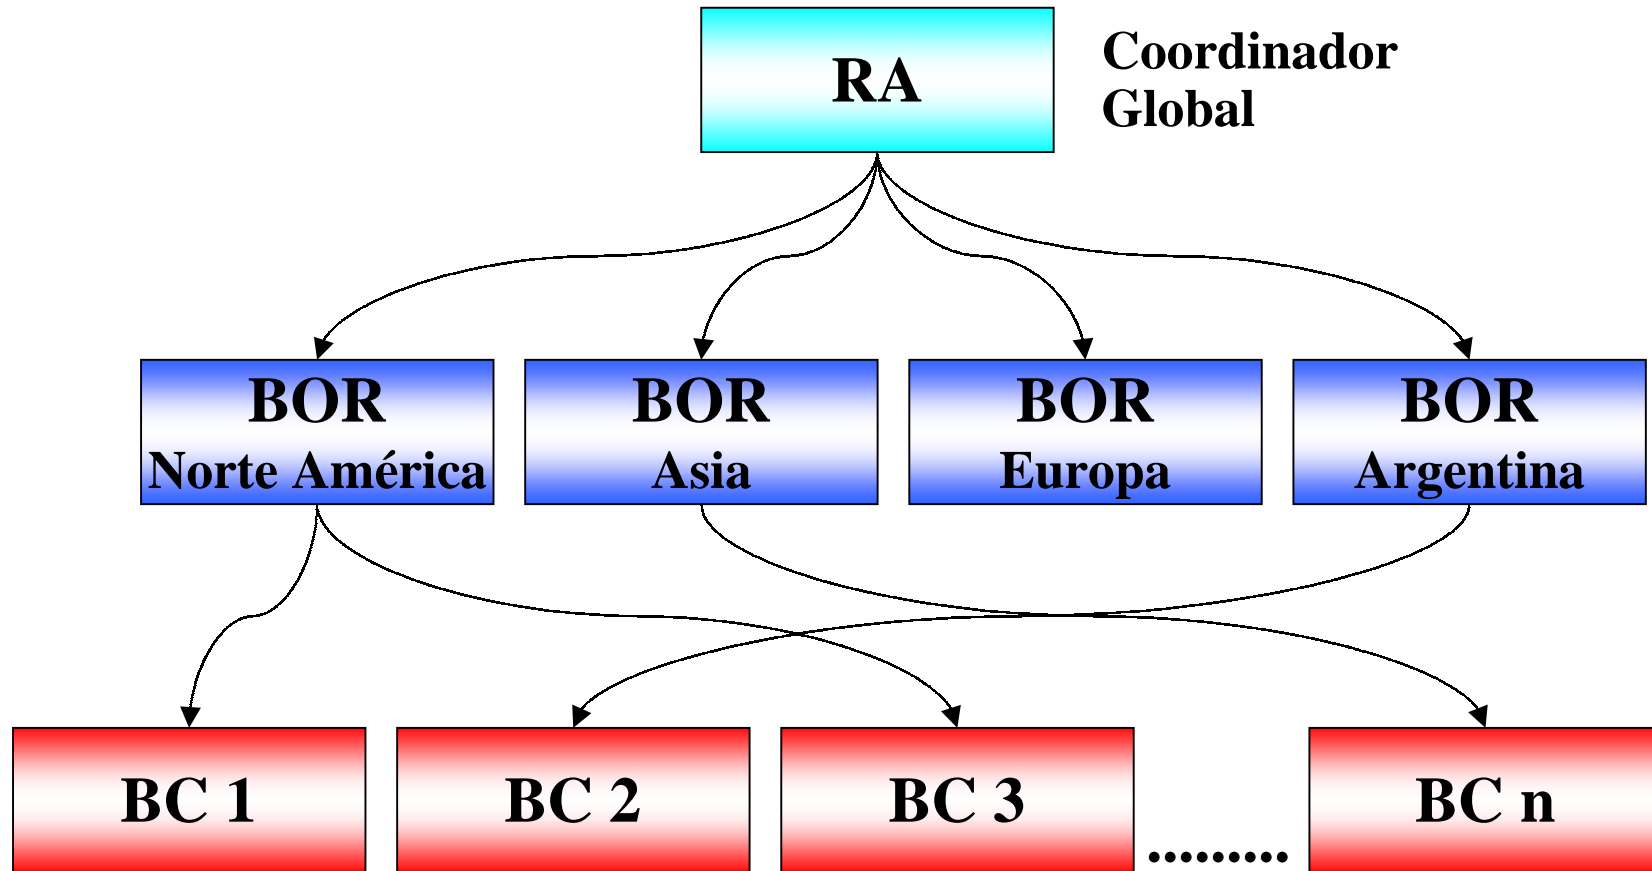 RA
Coordinador
Global
BOR
Norte América
BOR
Asia
BOR
Europa
BOR
Argentina
BC 1
BC 2
BC 3
.........
BC n